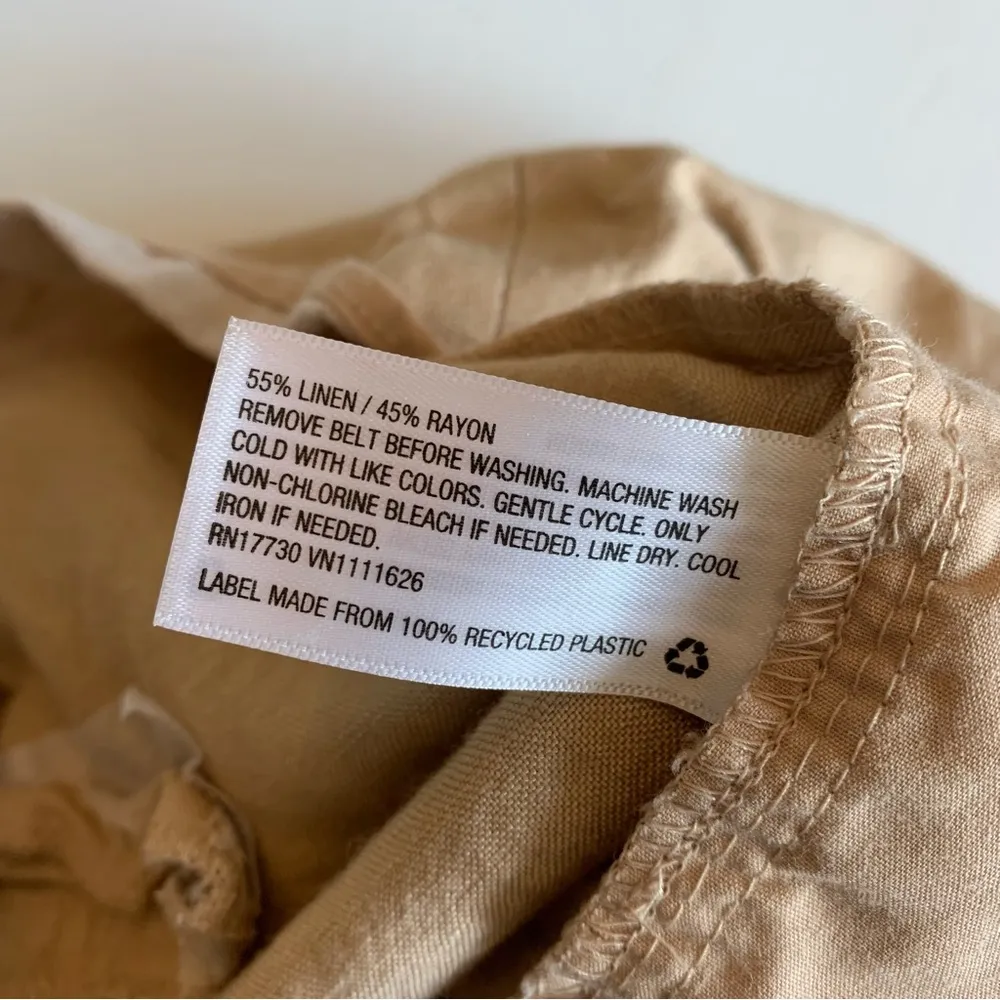 55% LINEN / 45% RAYON
REMOVE BELT BEFORE WASHING. MACHINE WASH
COLD WITH LIKE COLORS. GENTLE CYCLE. ONLY
NON-CHLORINE BLEACH IF NEEDED. LINE DRY. COOL
IRON IF NEEDED.
RN17730 VN1111626
LABEL MADE FROM 100% RECYCLED PLASTIC